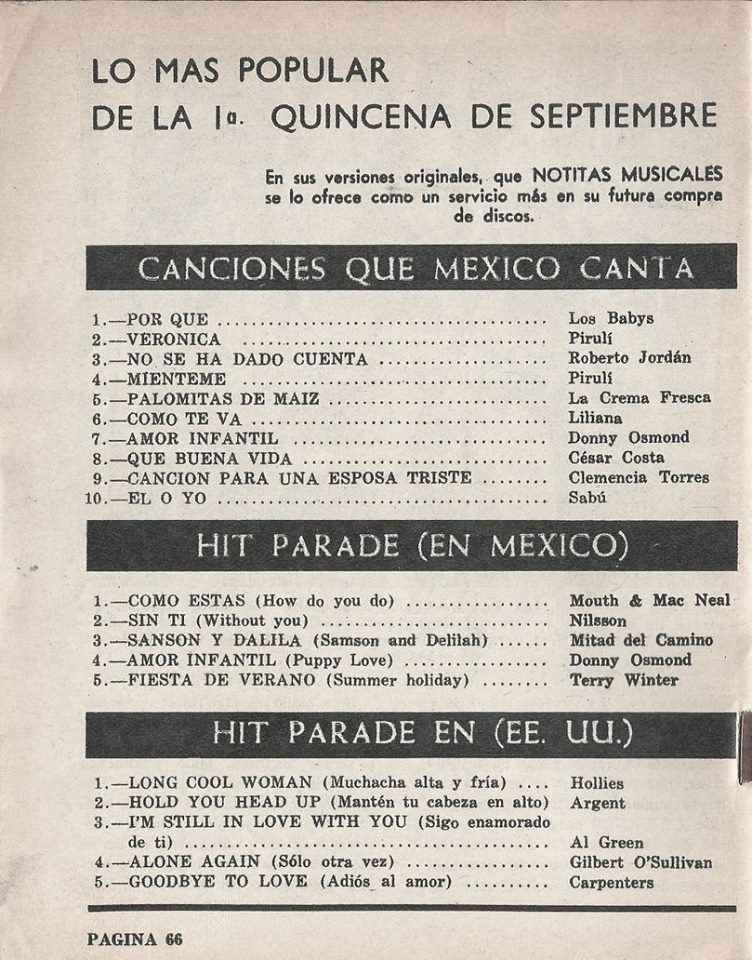 LO MAS POPULAR
DE LA 1a. QUINCENA DE SEPTIEMBRE
En sus versiones originales, que NOTITAS MUSICALES
se lo ofrece como un servicio más en su futura compra
de discos.
CANCIONES QUE MEXICO CANTA
1.—POR QUE ...................................... Los Babys
2.—VERONICA ................................... Pirulí
3.—NO SE HA DADO CUENTA ................... Roberto Jordán
4.—MIENTEME ................................... Pirulí
5.—PALOMITAS DE MAIZ ......................... La Crema Fresca
6.—COMO TE VA .................................. Liliana
7.—AMOR INFANTIL ............................. Donny Osmond
8.—QUE BUENA VIDA ............................ César Costa
9.—CANCION PARA UNA ESPOSA TRISTE ........ Clemencia Torres
10.—EL O YO ...................................... Sabú
HIT PARADE (EN MEXICO)
1.—COMO ESTAS (How do you do) ................. Mouth & Mac Neal
2.—SIN TI (Without you) .......................... Nilsson
3.—SANSON Y DALILA (Samson and Delilah) ...... Mitad del Camino
4.—AMOR INFANTIL (Puppy Love) ................. Donny Osmond
5.—FIESTA DE VERANO (Summer holiday) ........ Terry Winter
HIT PARADE EN (EE. UU.)
1.—LONG COOL WOMAN (Muchacha alta y fría) .... Hollies
2.—HOLD YOU HEAD UP (Mantén tu cabeza en alto) Argent
3.—I'M STILL IN LOVE WITH YOU (Sigo enamorado
de ti) .......................................... Al Green
4.—ALONE AGAIN (Sólo otra vez) ................. Gilbert O'Sullivan
5.—GOODBYE TO LOVE (Adiós al amor) .......... Carpenters
PAGINA 66